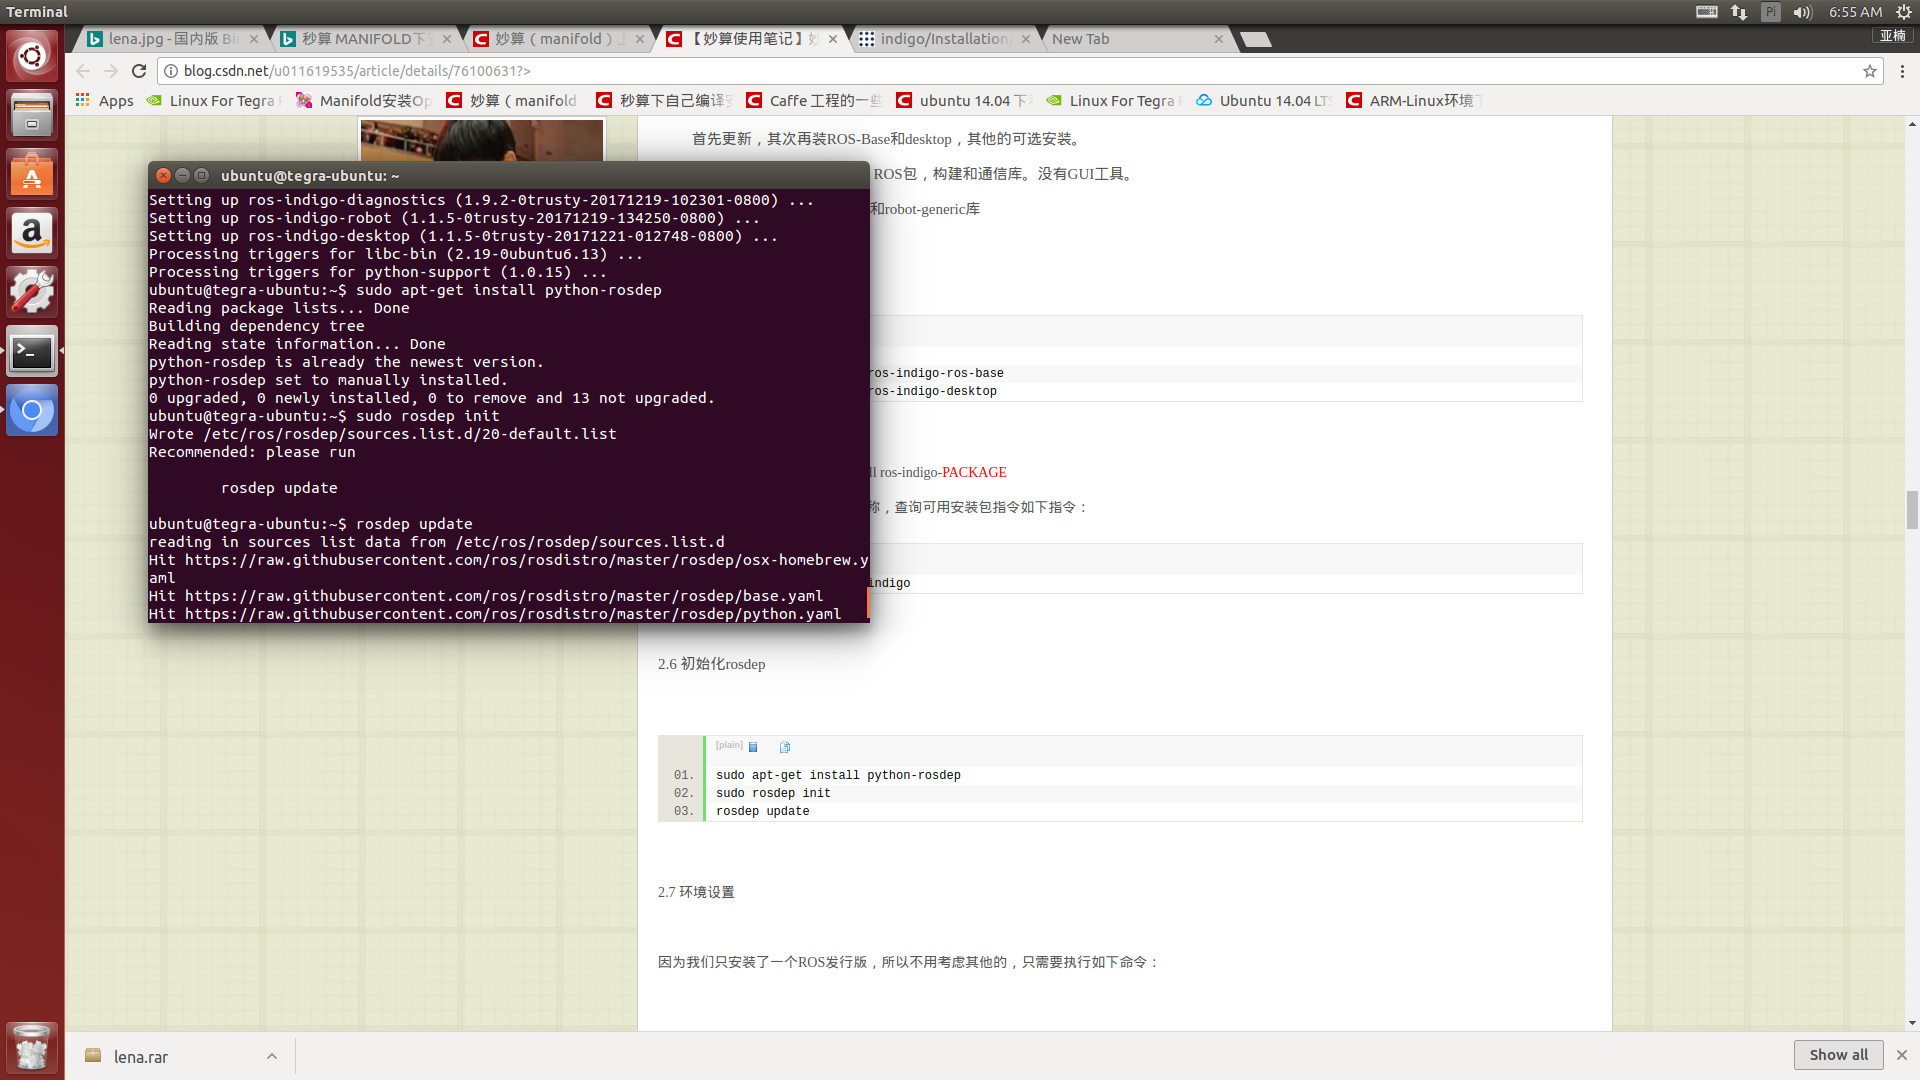 Terminal
Pi
6:55 AM
亚楠
lena.jpg - 国内版 Bi
秒算 MANIFOLD下
妙算（manifold）
【妙算使用笔记】妙
indigo/Installation
New Tab
blog.csdn.net/u011619535/article/details/76100631?>
Apps
Linux For Tegra
Manifold安装Op
妙算（manifold
秒算下自己编译
Caffe 工程的一些
ubuntu 14.04 下
Linux For Tegra
Ubuntu 14.04 LTS
ARM-Linux环境
首先更新，其次再装ROS-Base和desktop，其他的可选安装。
ROS包，构建和通信库。没有GUI工具。
和robot-generic库
ubuntu@tegra-ubuntu: ~
Setting up ros-indigo-diagnostics (1.9.2-0trusty-20171219-102301-0800) ...
Setting up ros-indigo-robot (1.1.5-0trusty-20171219-134250-0800) ...
Setting up ros-indigo-desktop (1.1.5-0trusty-20171221-012748-0800) ...
Processing triggers for libc-bin (2.19-0ubuntu6.13) ...
Processing triggers for python-support (1.0.15) ...
ubuntu@tegra-ubuntu:~$ sudo apt-get install python-rosdep
Reading package lists... Done
Building dependency tree
Reading state information... Done
python-rosdep is already the newest version.
python-rosdep set to manually installed.
0 upgraded, 0 newly installed, 0 to remove and 13 not upgraded.
ubuntu@tegra-ubuntu:~$ sudo rosdep init
Wrote /etc/ros/rosdep/sources.list.d/20-default.list
Recommended: please run
rosdep update
ubuntu@tegra-ubuntu:~$ rosdep update
reading in sources list data from /etc/ros/rosdep/sources.list.d
Hit https://raw.githubusercontent.com/ros/rosdistro/master/rosdep/osx-homebrew.y
aml
Hit https://raw.githubusercontent.com/ros/rosdistro/master/rosdep/base.yaml
Hit https://raw.githubusercontent.com/ros/rosdistro/master/rosdep/python.yaml
ros-indigo-ros-base
ros-indigo-desktop
ll ros-indigo-PACKAGE
称，查询可用安装包指令如下指令：
indigo
2.6 初始化rosdep
[plain]
01. sudo apt-get install python-rosdep
02. sudo rosdep init
03. rosdep update
2.7 环境设置
因为我们只安装了一个ROS发行版，所以不用考虑其他的，只需要执行如下命令：
lena.rar
Show all